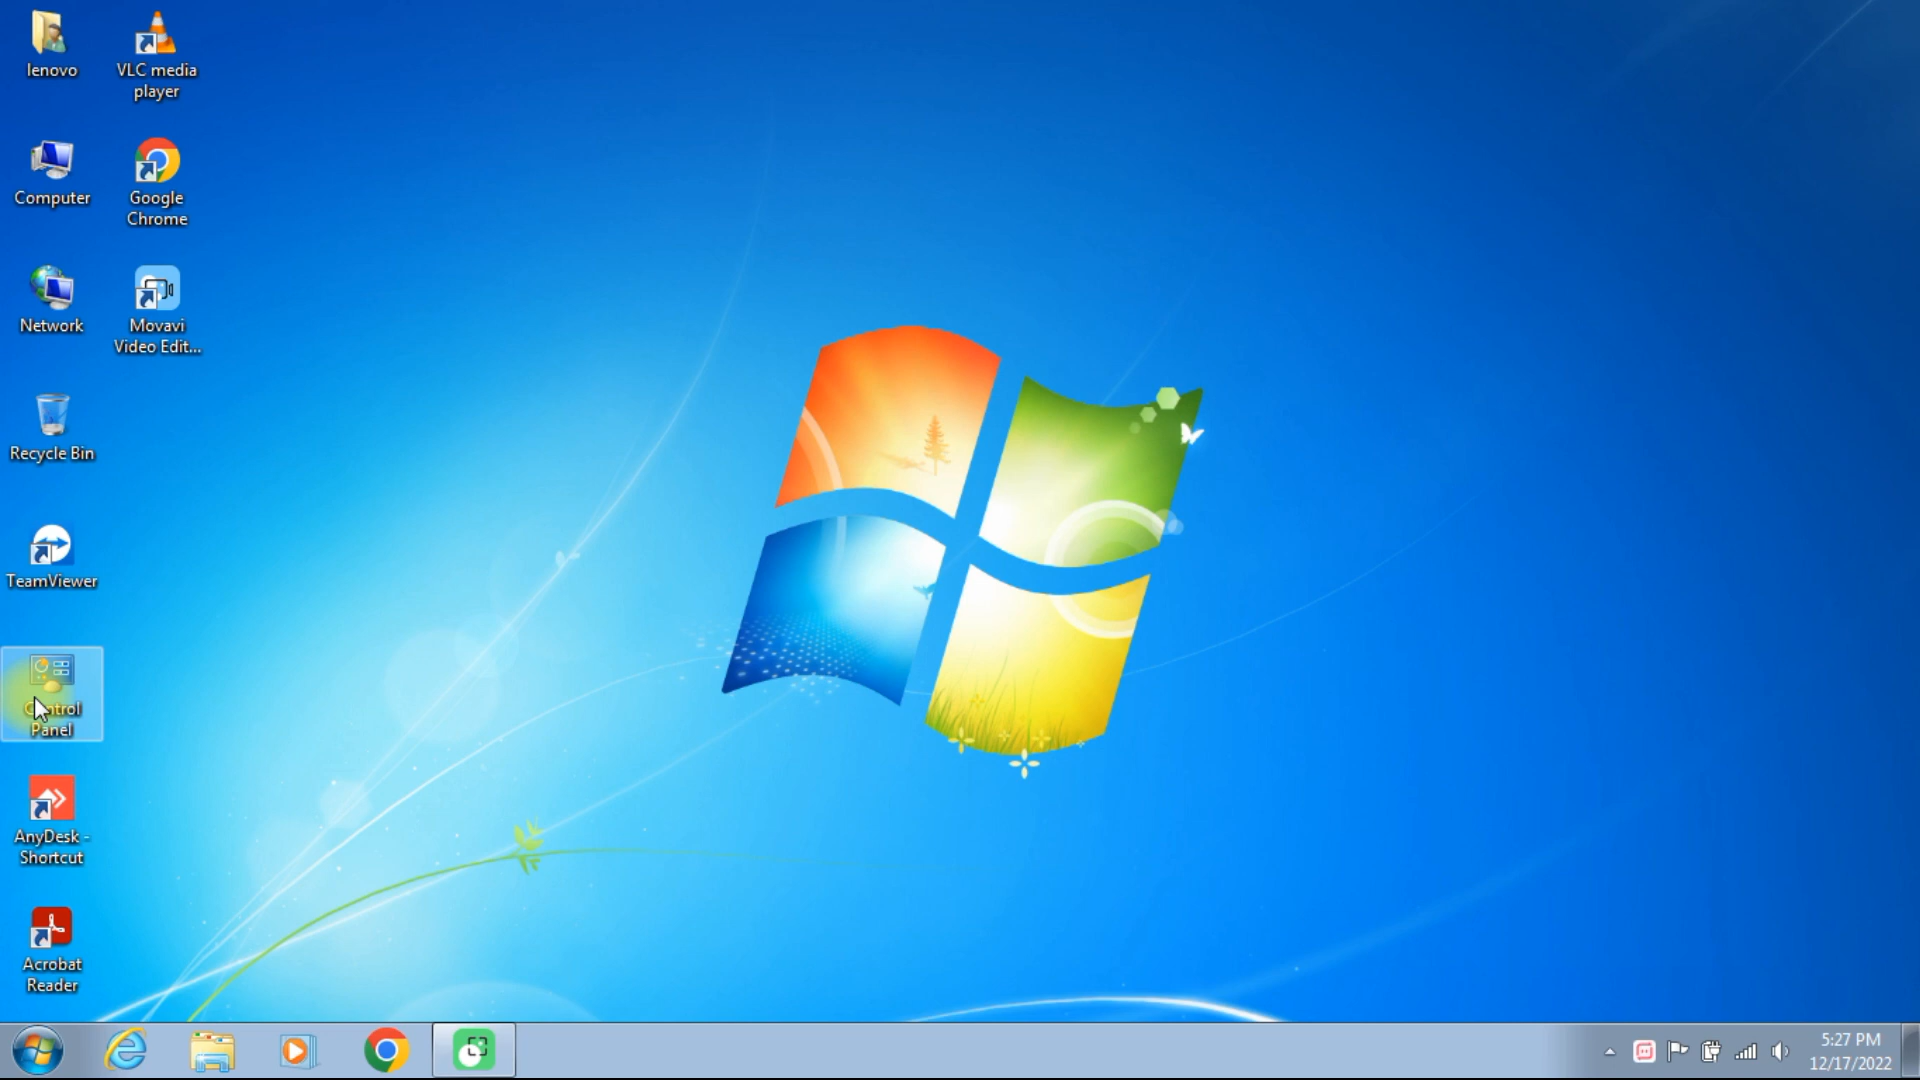 lenovo
VLC media
player
Computer
Google
Chrome
Network
Movavi
Video Edit...
Recycle Bin
TeamViewer
Control
Panel
AnyDesk -
Shortcut
Acrobat
Reader
5:27 PM
12/17/2022